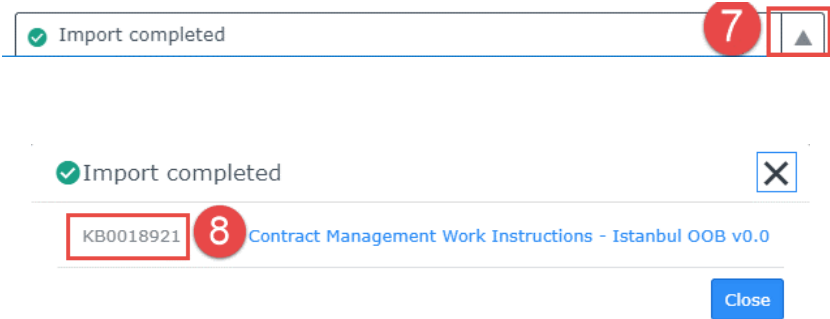 Import completed
7
Import completed
KB0018921 8 Contract Management Work Instructions - Istanbul OOB v0.0
Close